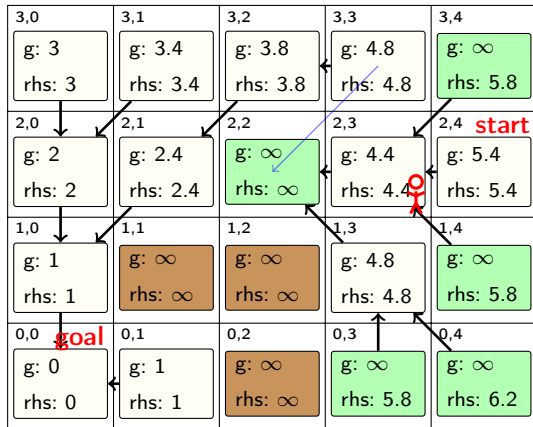 3,0 3,1 3,2 3,3 3,4
g: 3 g: 3.4 g: 3.8 g: 4.8 g: ∞
rhs: 3 rhs: 3.4 rhs: 3.8 rhs: 4.8 rhs: 5.8
2,0 2,1 2,2 2,3 2,4 start
g: 2 g: 2.4 g: ∞ g: 4.4 g: 5.4
rhs: 2 rhs: 2.4 rhs: ∞ rhs: 4.4 rhs: 5.4
1,0 1,1 1,2 1,3 1,4
g: 1 g: ∞ g: ∞ g: 4.8 g: ∞
rhs: 1 rhs: ∞ rhs: ∞ rhs: 4.8 rhs: 5.8
0,0 goal 0,1 0,2 0,3 0,4
g: 0 g: 1 g: ∞ g: ∞ g: ∞
rhs: 0 rhs: 1 rhs: ∞ rhs: 5.8 rhs: 6.2